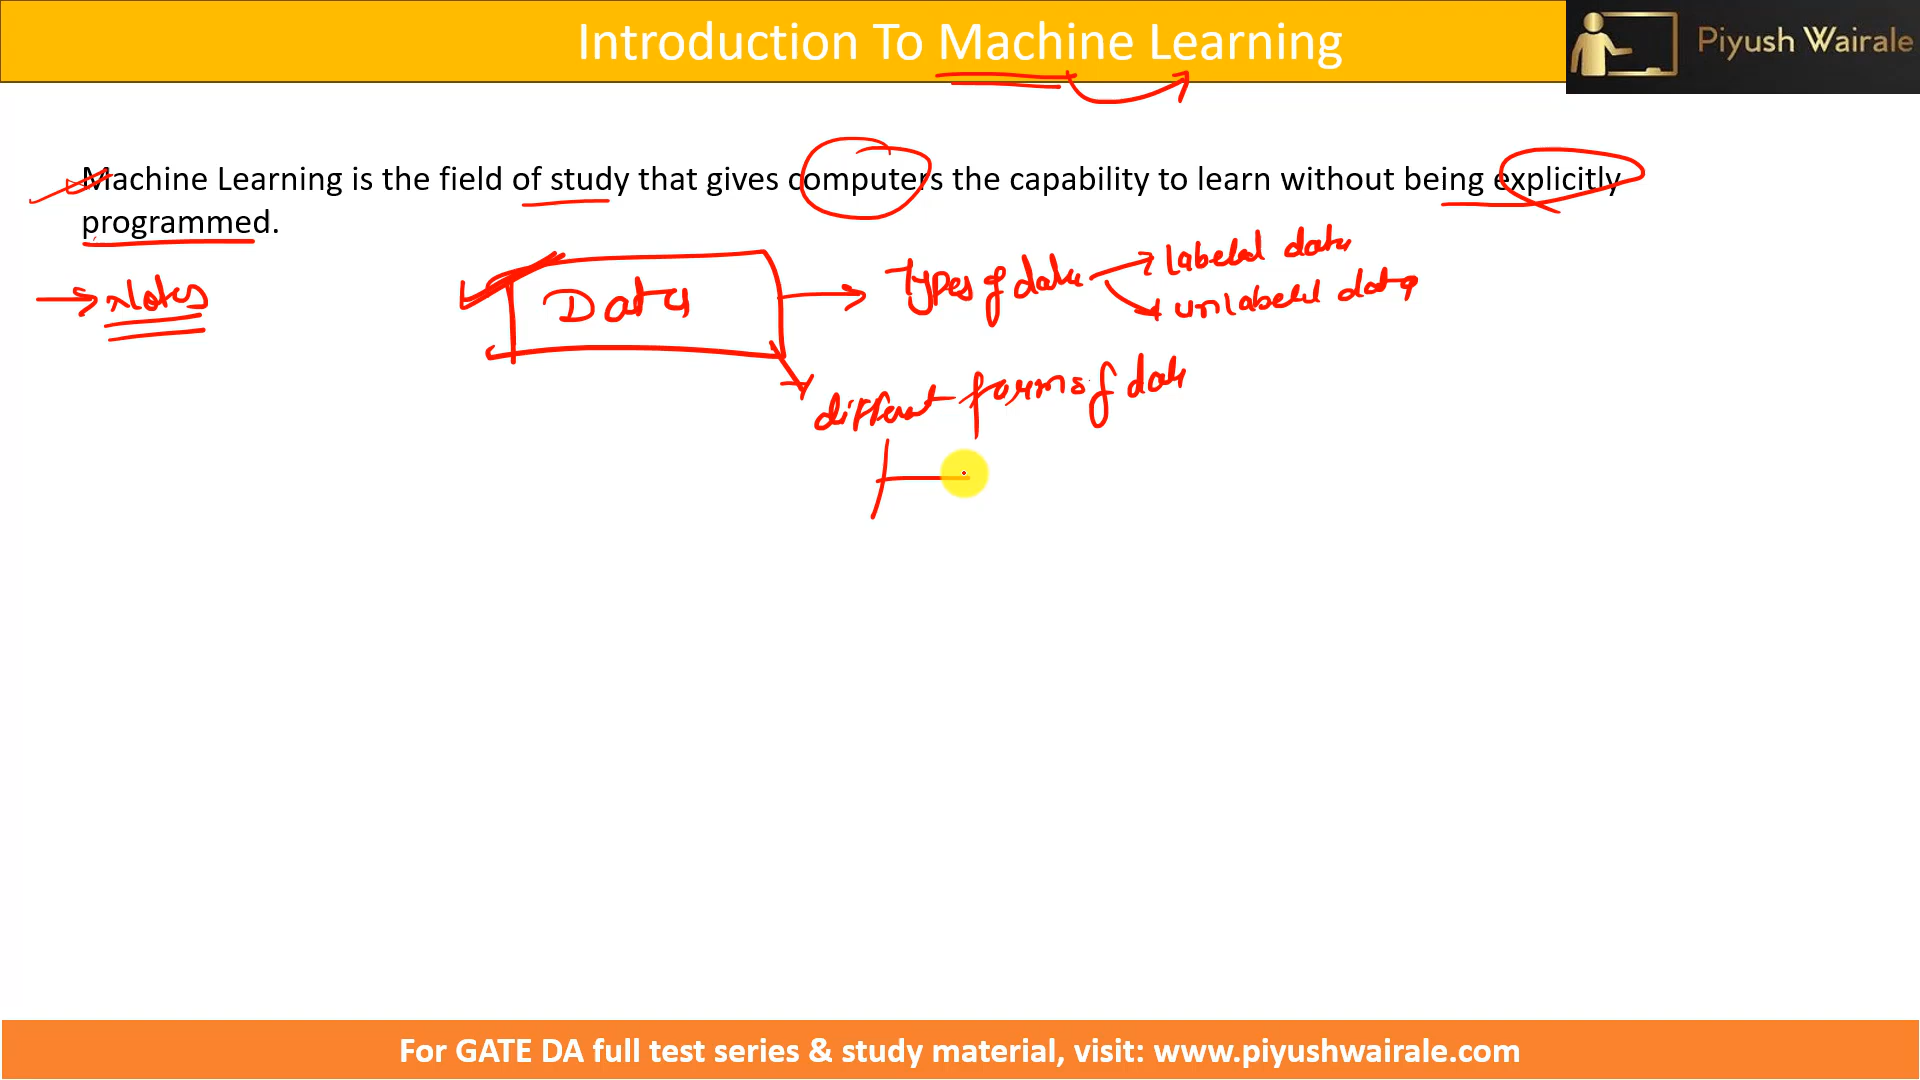 Introduction To Machine Learning
Piyush Wairale
Machine Learning is the field of study that gives computers the capability to learn without being explicitly
programmed.
Notes
Data
Types of data
labeled data
unlabeled data
different forms of data
For GATE DA full test series & study material, visit: www.piyushwairale.com